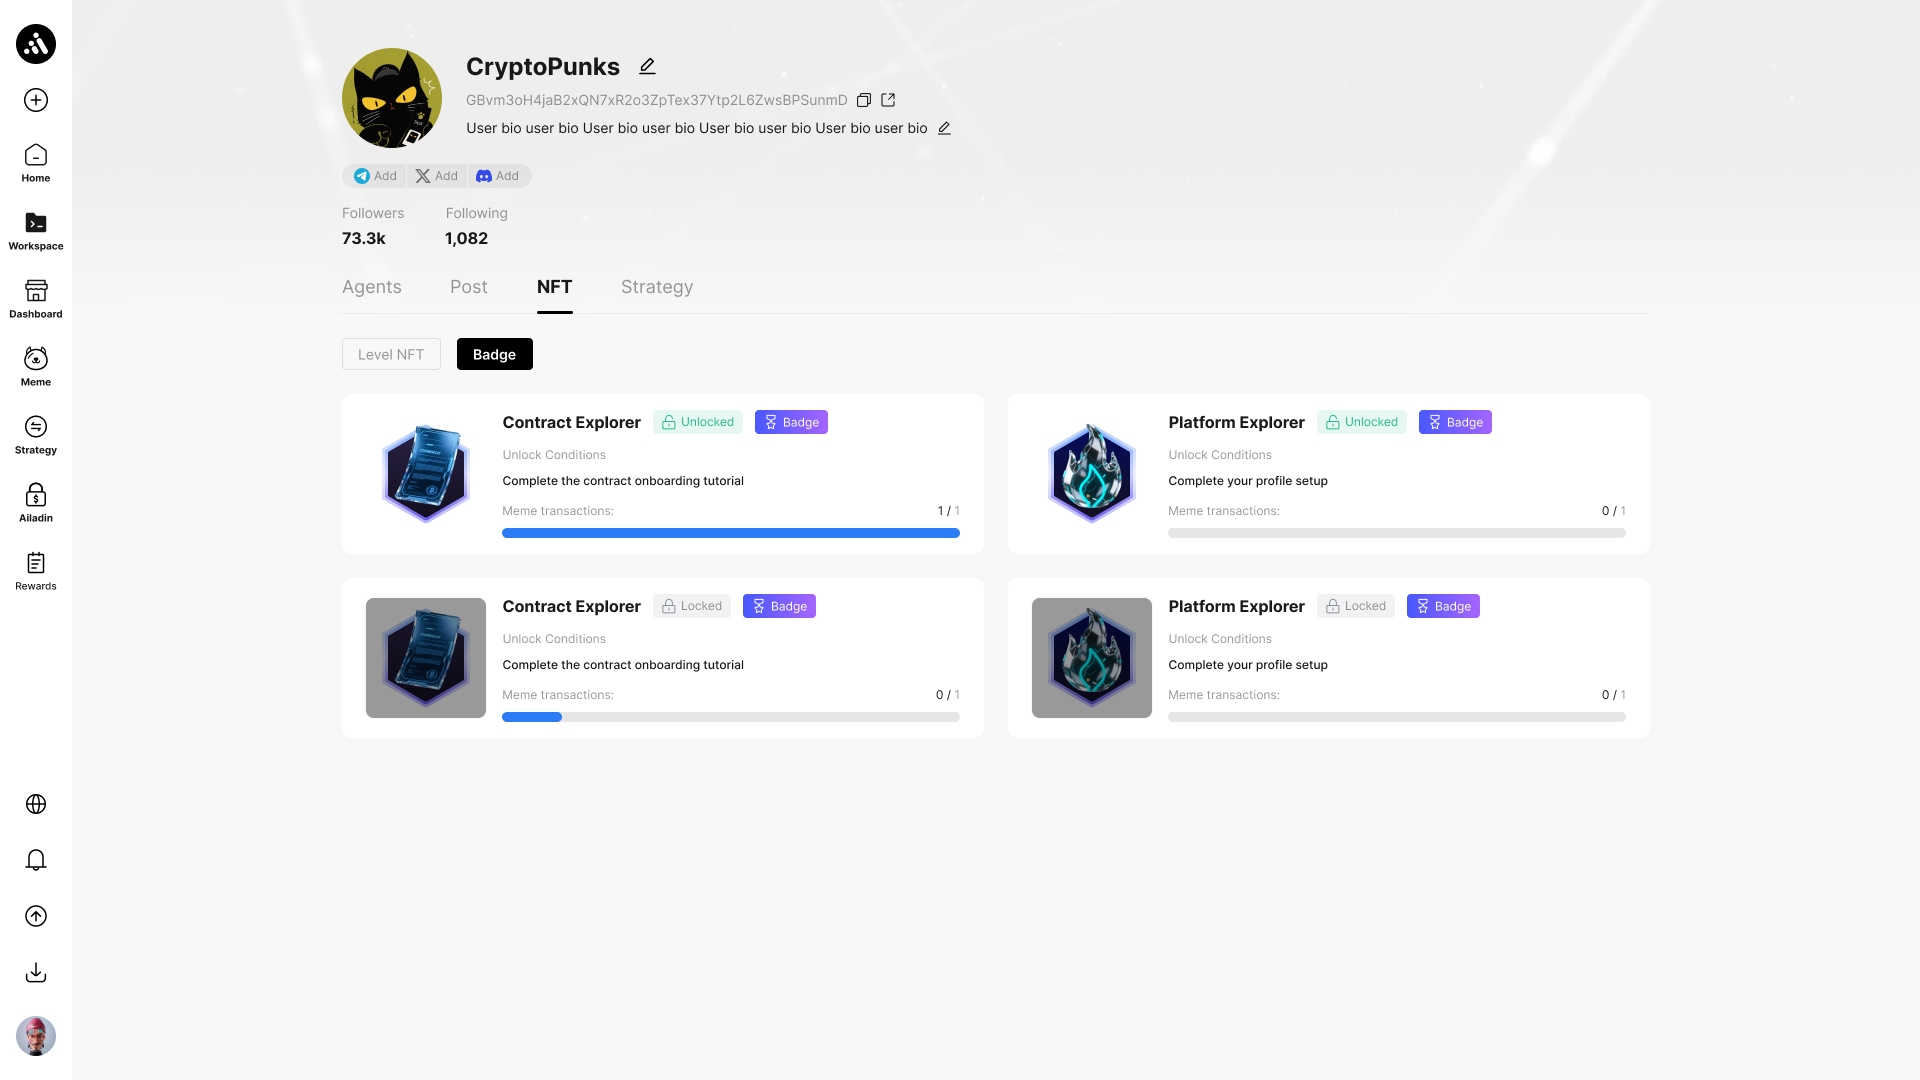 CryptoPunks
GBvm3oH4jaB2xQN7xR2o3ZpTex37Ytp2L6ZwsBPSunmD
User bio user bio User bio user bio User bio user bio User bio user bio
Add Add Add
Followers Following
73.3k 1,082
Agents Post NFT Strategy
Level NFT Badge
Home
Workspace
Dashboard
Meme
Strategy
Ailadin
Rewards
Contract Explorer Unlocked Badge
Unlock Conditions
Complete the contract onboarding tutorial
Meme transactions: 1 / 1
Platform Explorer Unlocked Badge
Unlock Conditions
Complete your profile setup
Meme transactions: 0 / 1
Contract Explorer Locked Badge
Unlock Conditions
Complete the contract onboarding tutorial
Meme transactions: 0 / 1
Platform Explorer Locked Badge
Unlock Conditions
Complete your profile setup
Meme transactions: 0 / 1